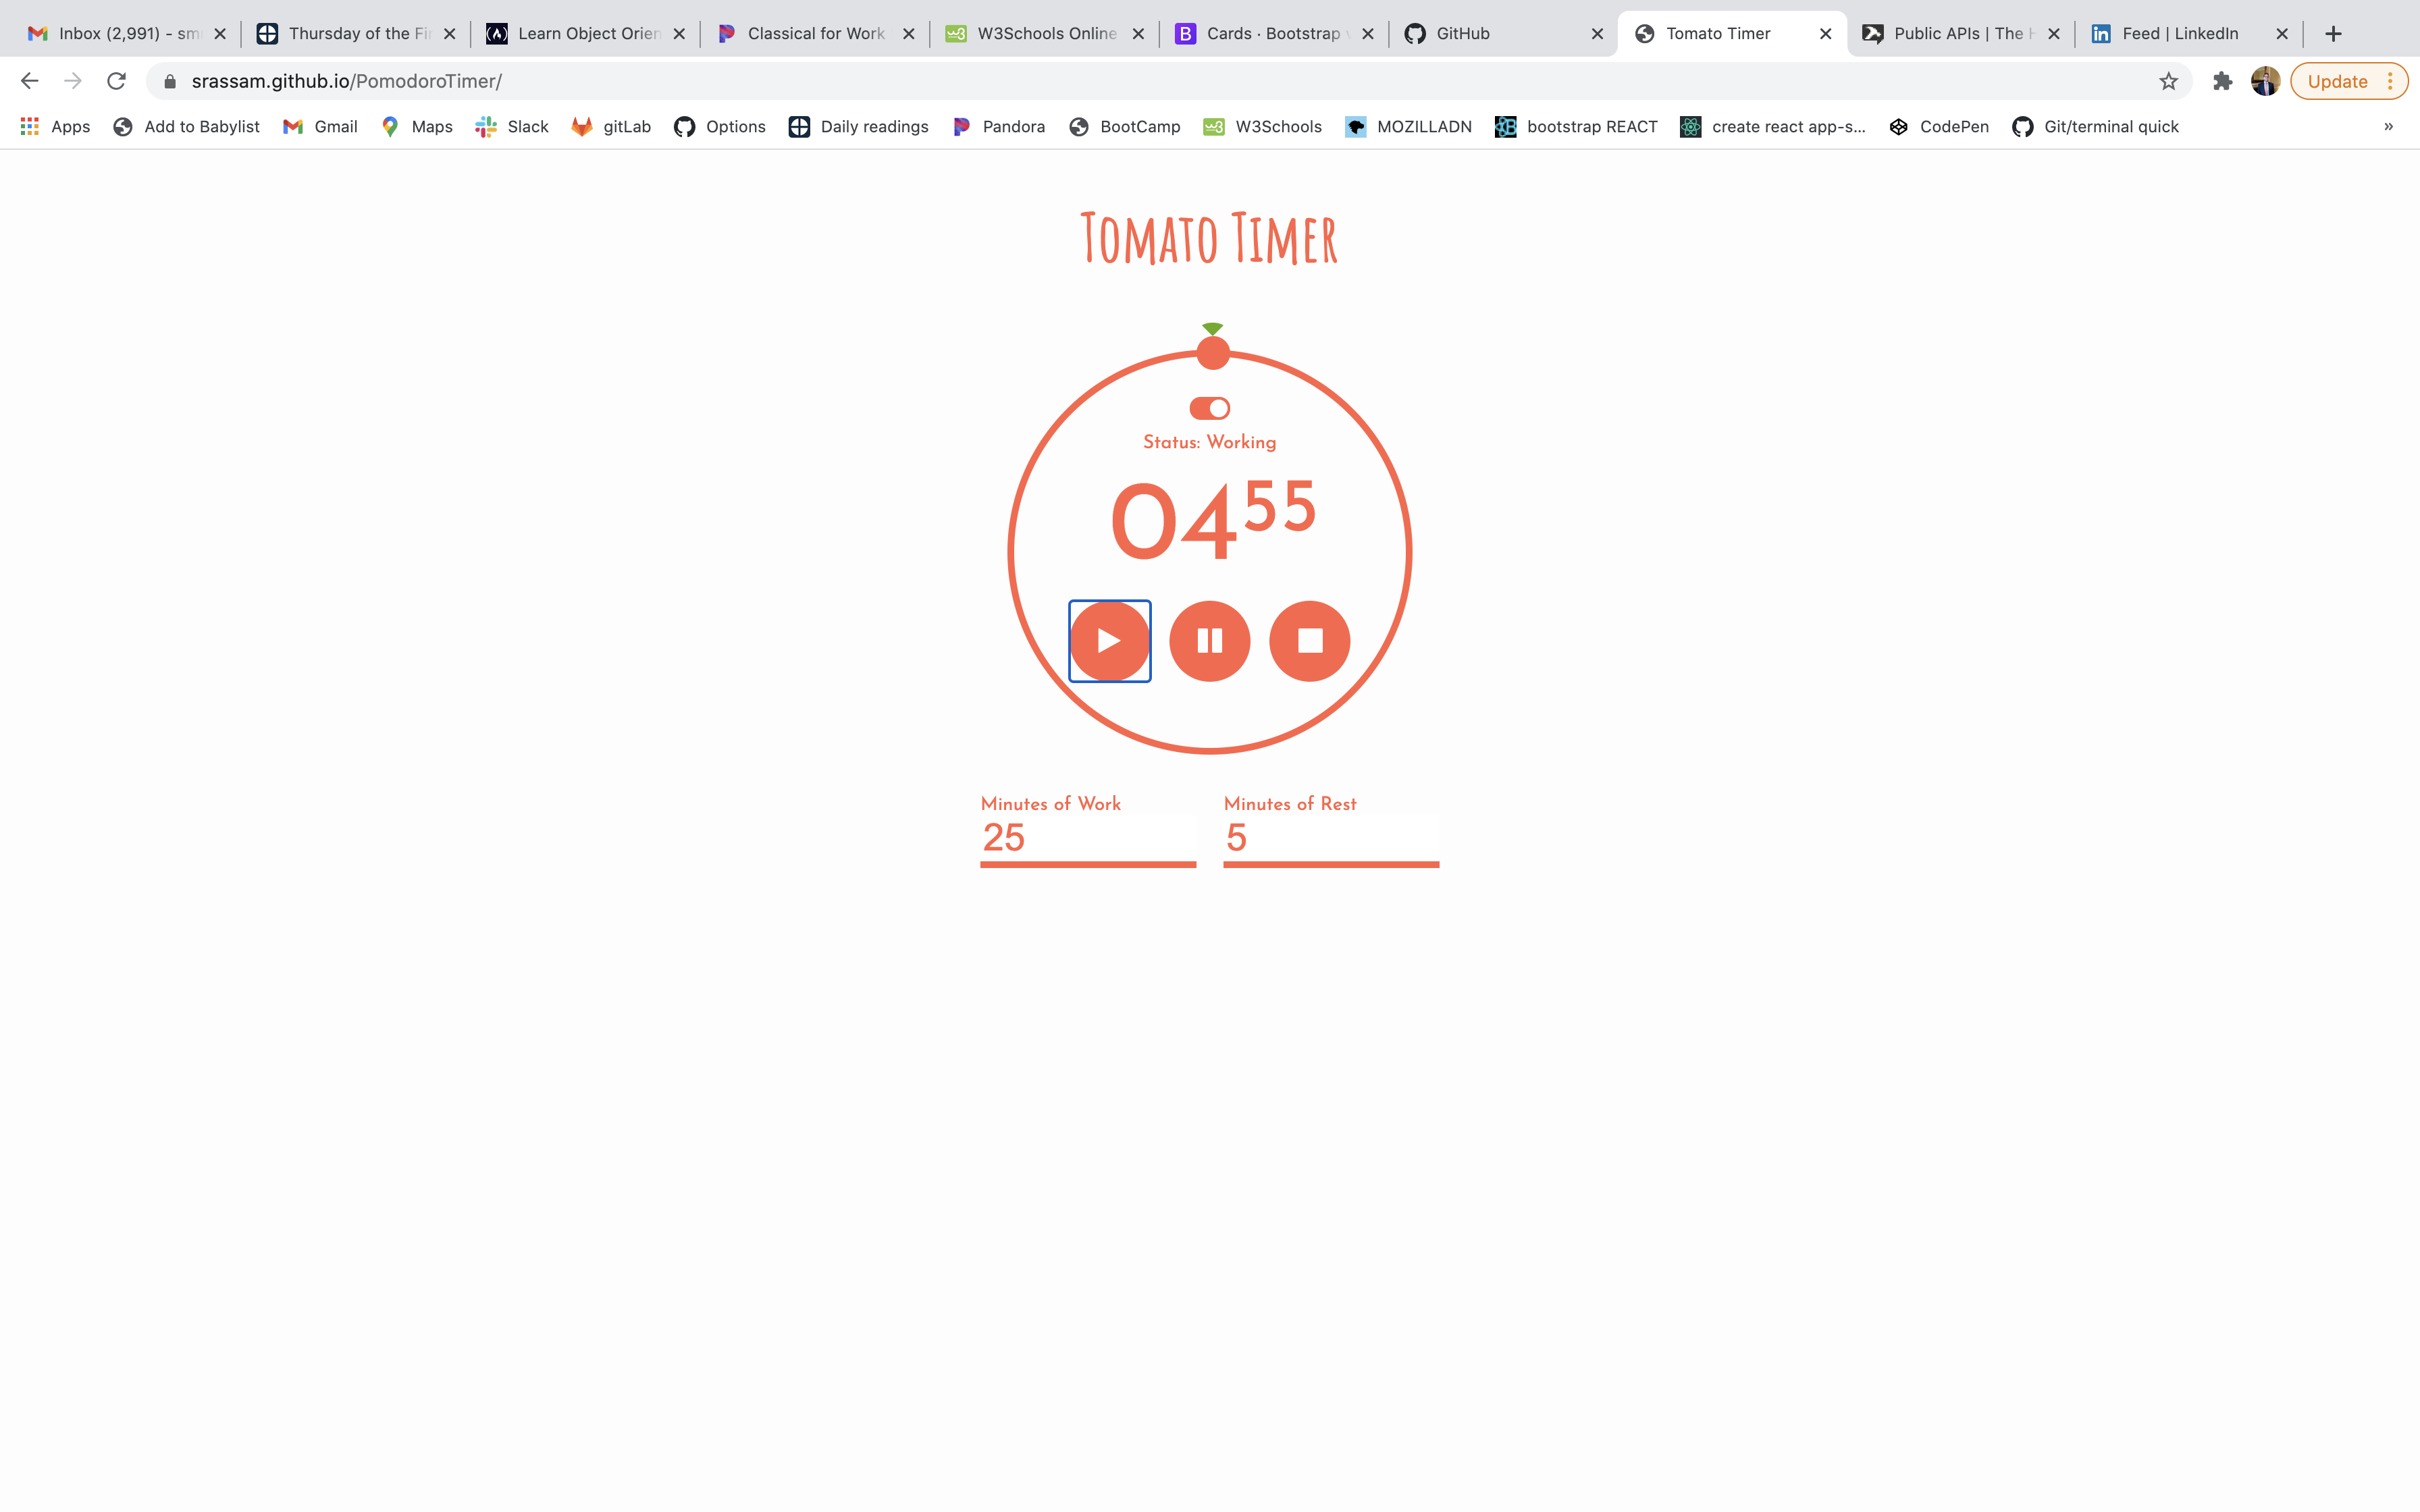 Inbox (2,991) - sm
Thursday of the Fi
Learn Object Orien
Classical for Work
W3Schools Online
Cards · Bootstrap
GitHub
Tomato Timer
Public APIs | The
Feed | LinkedIn
srassam.github.io/PomodoroTimer/
Update
Apps
Add to Babylist
Gmail
Maps
Slack
gitLab
Options
Daily readings
Pandora
BootCamp
W3Schools
MOZILLADN
bootstrap REACT
create react app-s...
CodePen
Git/terminal quick
»
Tomato Timer
Status: Working
04 55
Minutes of Work
Minutes of Rest
25
5